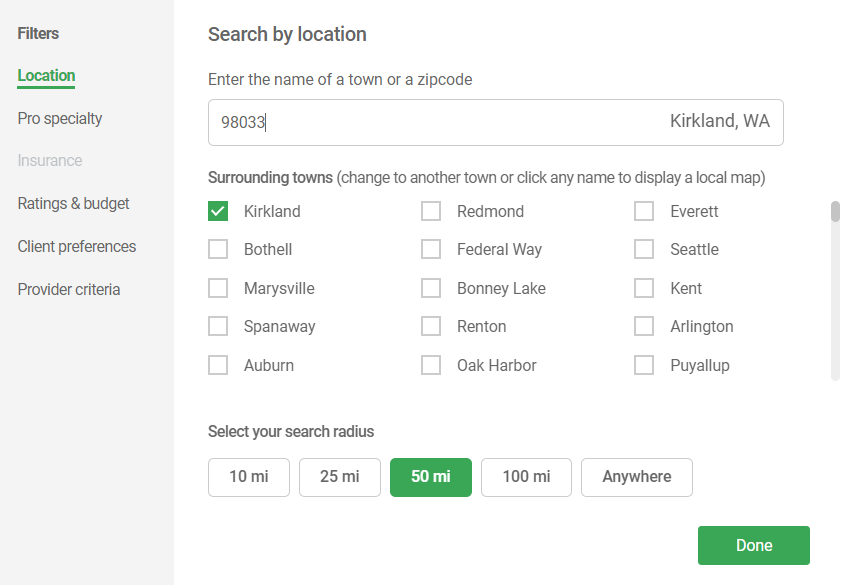 Filters
Location
Pro specialty
Insurance
Ratings & budget
Client preferences
Provider criteria
Search by location
Enter the name of a town or a zipcode
98033 Kirkland, WA
Surrounding towns (change to another town or click any name to display a local map)
Kirkland Redmond Everett
Bothell Federal Way Seattle
Marysville Bonney Lake Kent
Spanaway Renton Arlington
Auburn Oak Harbor Puyallup
Select your search radius
10 mi 25 mi 50 mi 100 mi Anywhere
Done